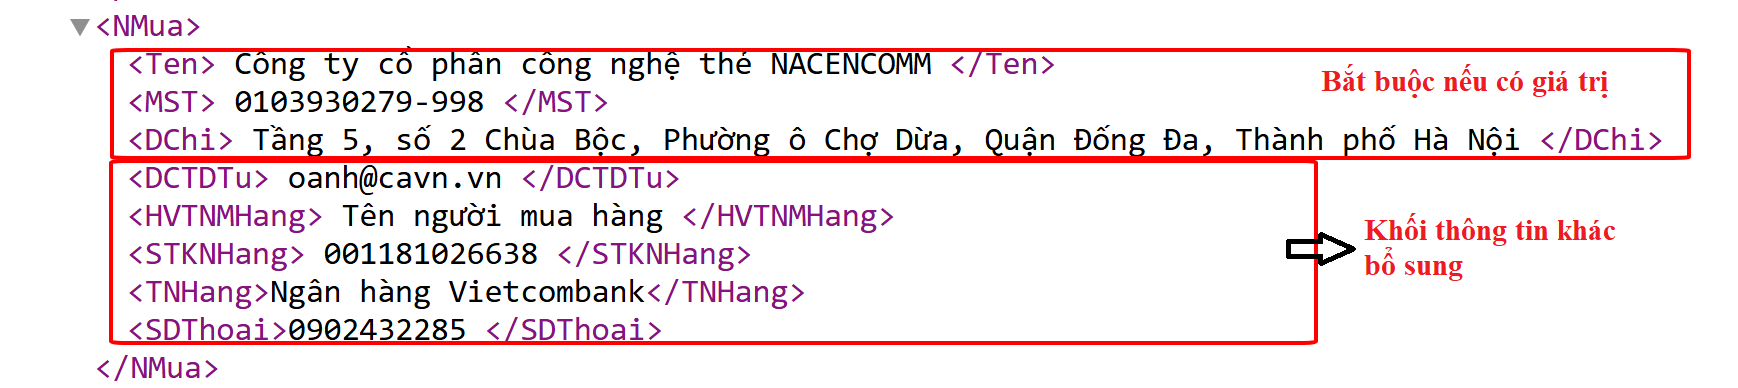 <NMua>
<Ten> Công ty cổ phần công nghệ thẻ NACENCOMM </Ten>
Bắt buộc nếu có giá trị
<MST> 0103930279-998 </MST>
<DChi> Tầng 5, số 2 Chùa Bộc, Phường ô Chợ Dừa, Quận Đống Đa, Thành phố Hà Nội </DChi>
<DCTDTu> oanh@cavn.vn </DCTDTu>
<HVTNMHang> Tên người mua hàng </HVTNMHang>
<STKNHang> 001181026638 </STKNHang>
<TNHang>Ngân hàng Vietcombank</TNHang>
<SDThoai>0902432285 </SDThoai>
Khối thông tin khác
bổ sung
</NMua>